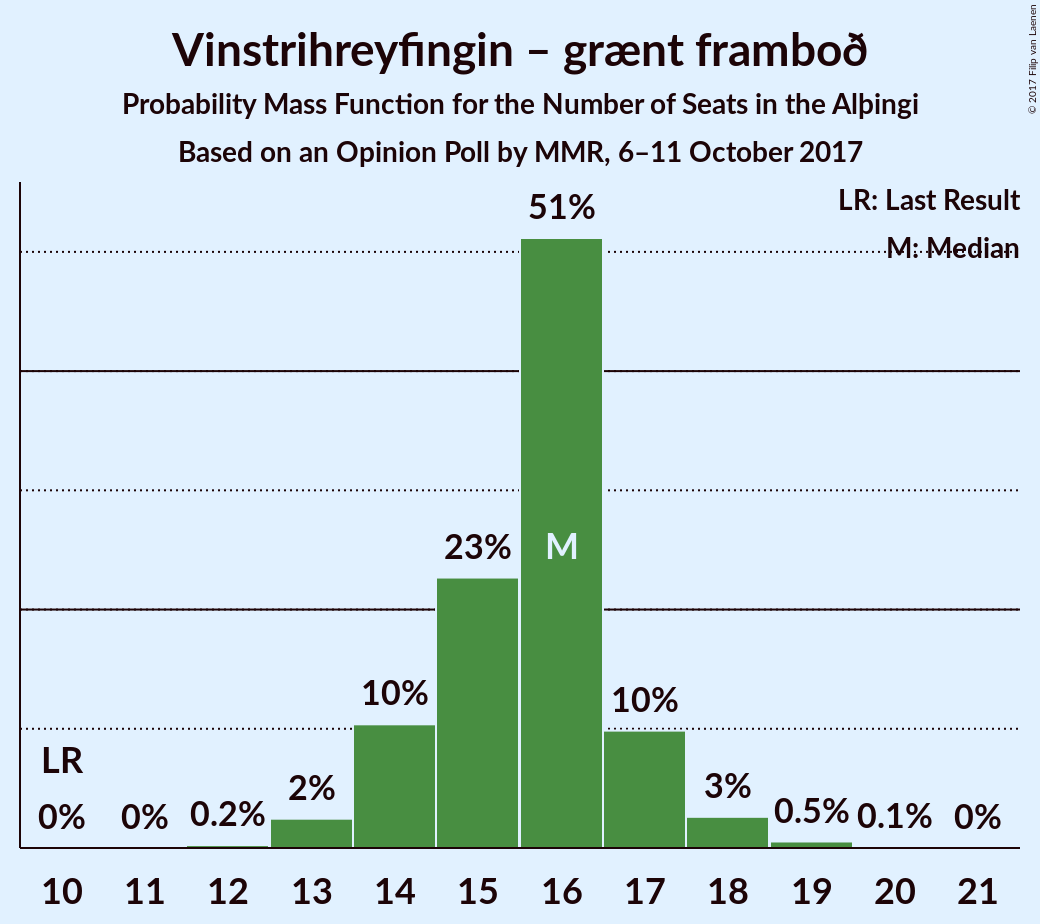 Vinstrihreyfingin – grænt framboð
Probability Mass Function for the Number of Seats in the Alþingi
Based on an Opinion Poll by MMR, 6–11 October 2017
© 2017 Filip van Laenen
LR: Last Result
M: Median
51%
23%
M
10%
10%
LR
0%
0%
0.2%
2%
3%
0.5%
0.1%
0%
10 11 12 13 14 15 16 17 18 19 20 21